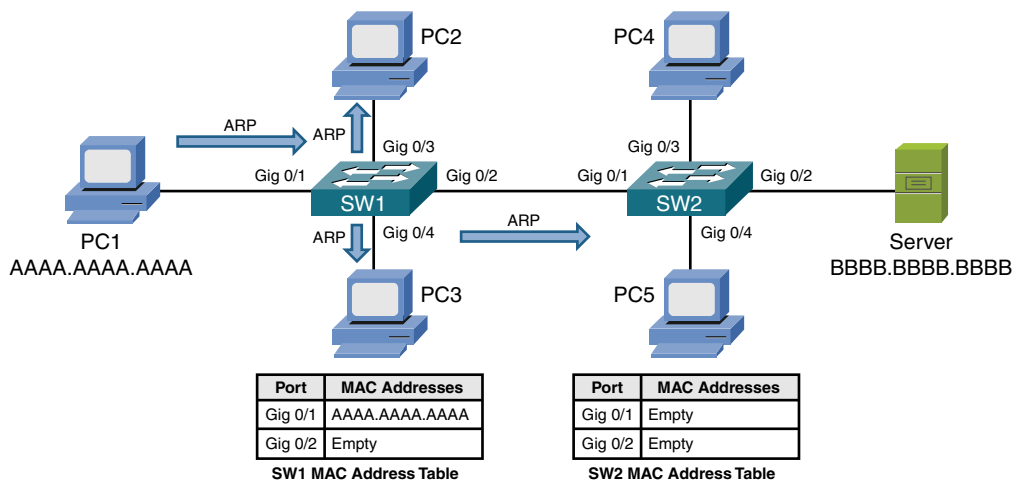 PC2
PC4
ARP
ARP
Gig 0/3
Gig 0/3
Gig 0/1
Gig 0/2
Gig 0/1
Gig 0/2
SW1
SW2
ARP
Gig 0/4
ARP
Gig 0/4
PC1
AAAA.AAAA.AAAA
Server
BBBB.BBBB.BBBB
PC3
PC5
Port MAC Addresses
Gig 0/1 AAAA.AAAA.AAAA
Gig 0/2 Empty
SW1 MAC Address Table
Port MAC Addresses
Gig 0/1 Empty
Gig 0/2 Empty
SW2 MAC Address Table